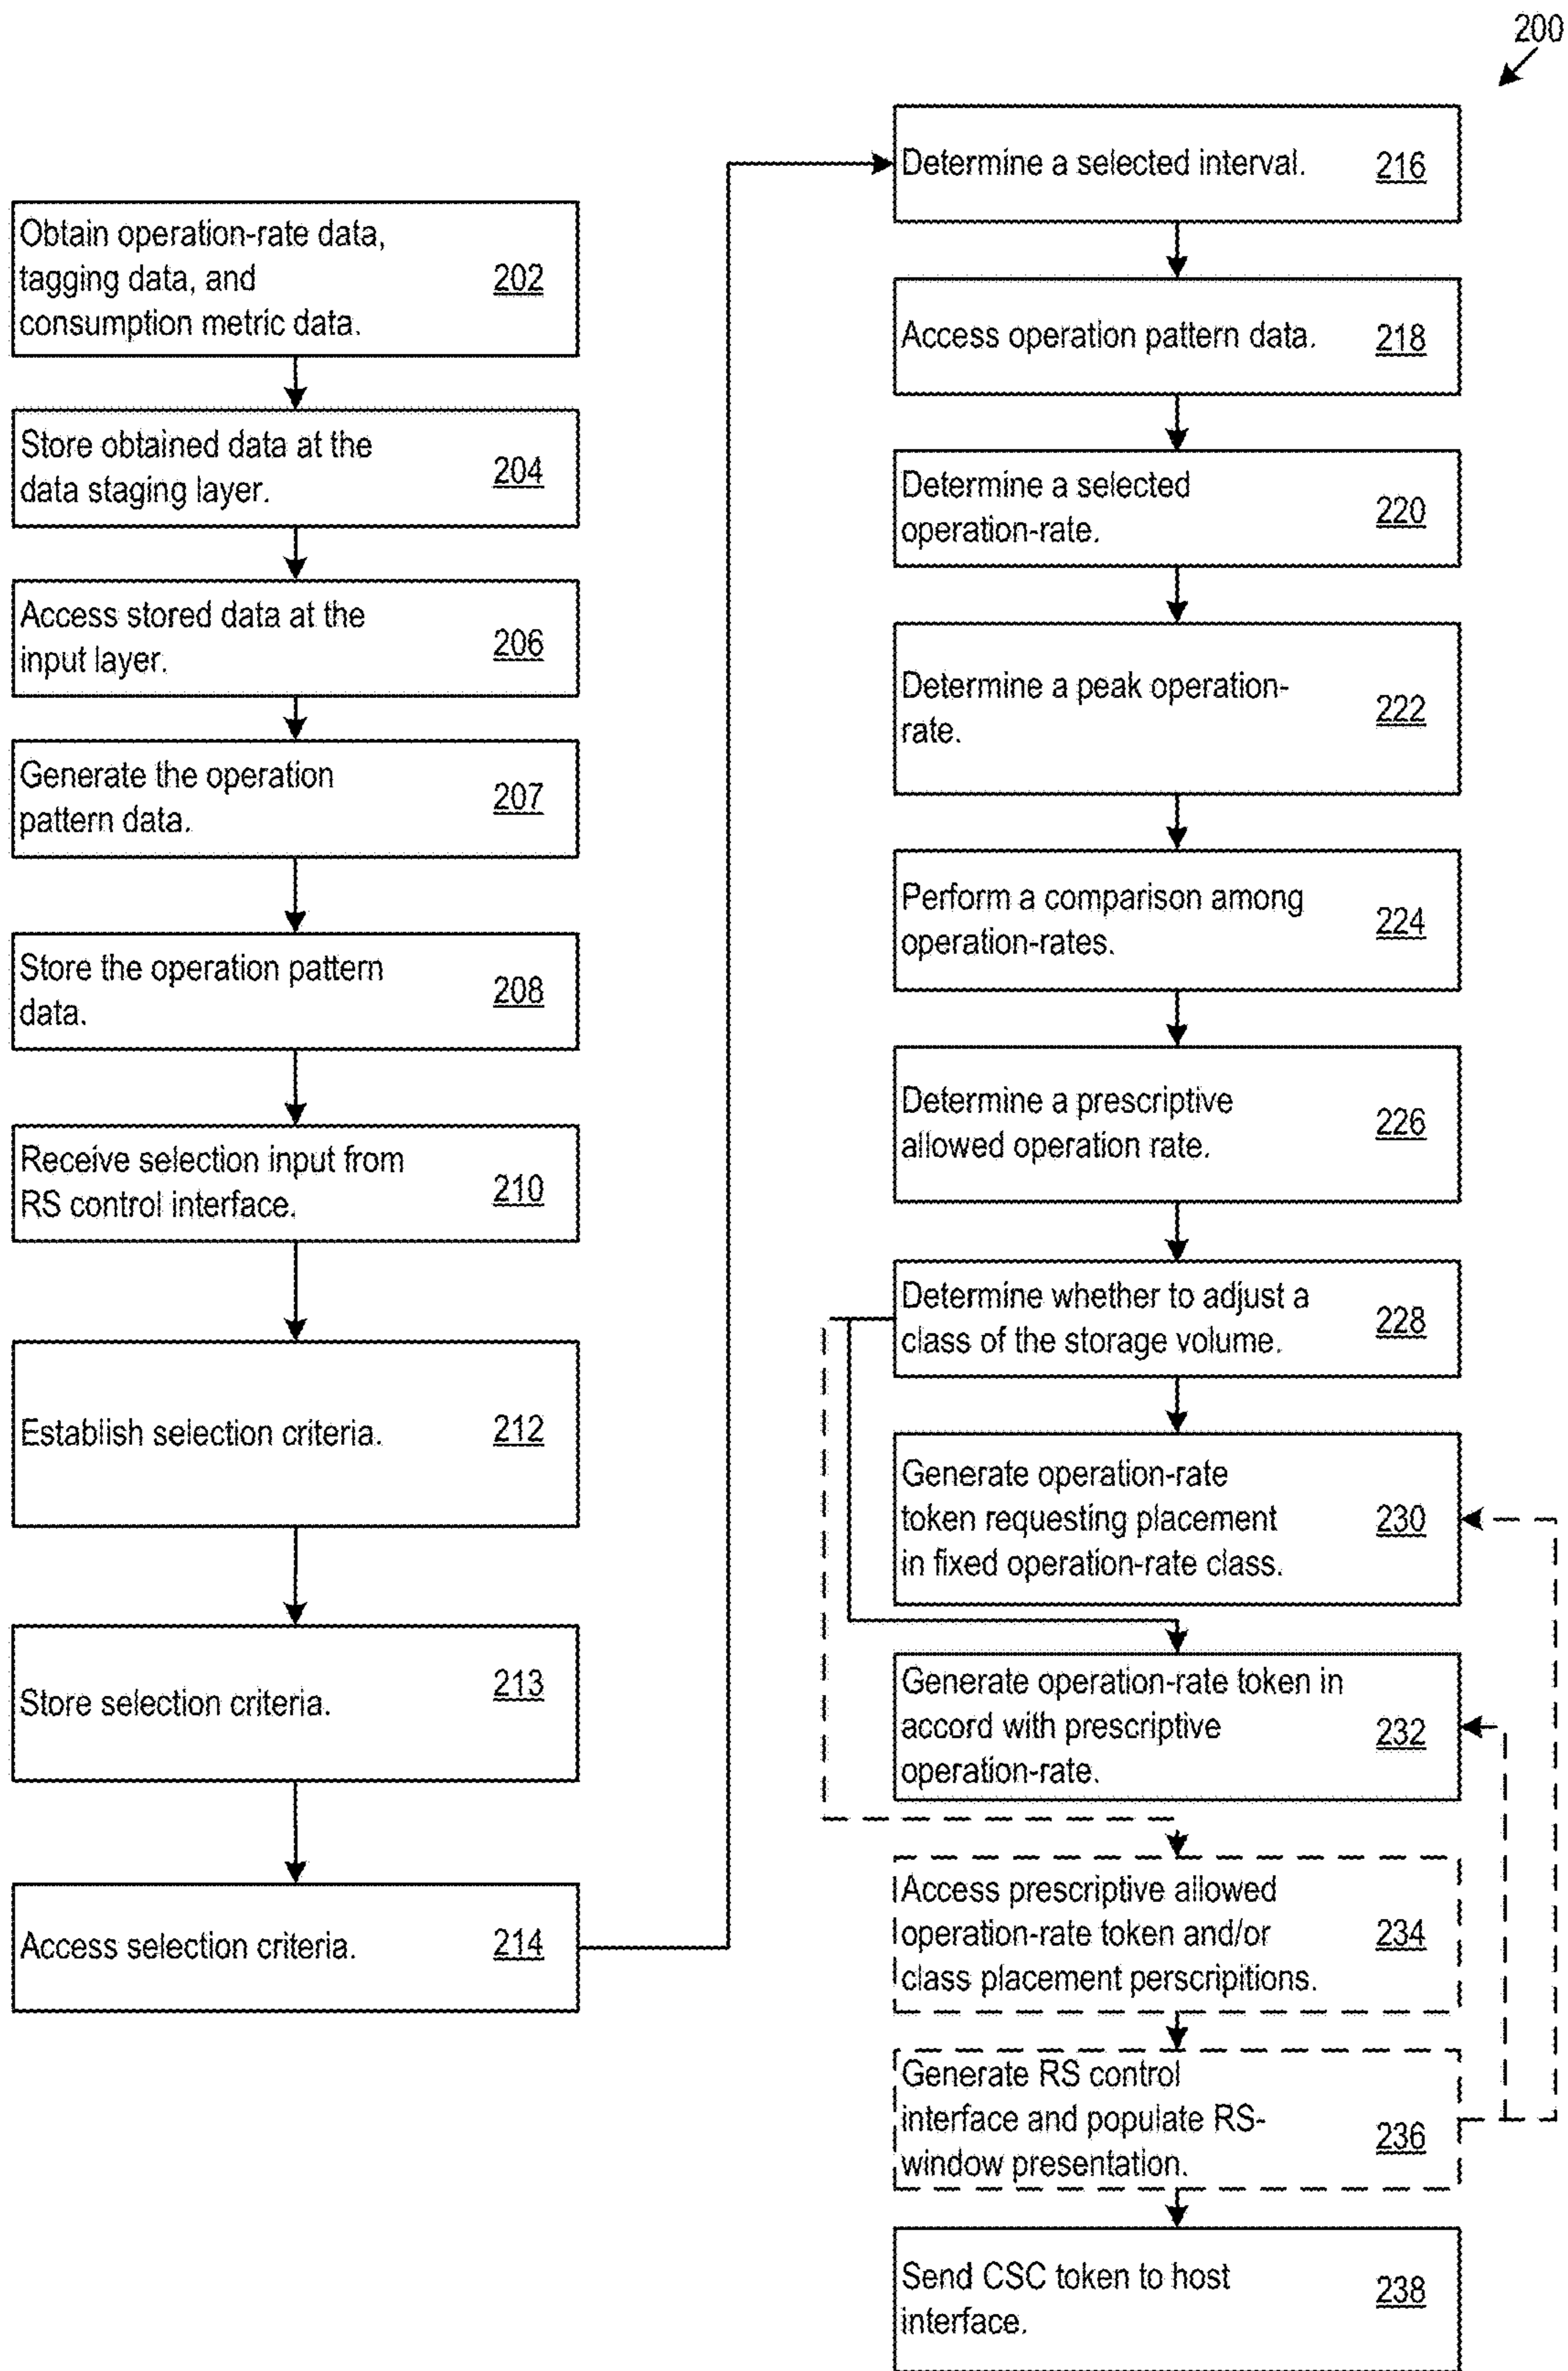 200
Obtain operation-rate data,
tagging data, and
consumption metric data.
202
Store obtained data at the
data staging layer.
204
Access stored data at the
input layer.
206
Generate the operation
pattern data.
207
Store the operation pattern
data.
208
Receive selection input from
RS control interface.
210
Establish selection criteria.
212
Store selection criteria.
213
Access selection criteria.
214
Determine a selected interval.
216
Access operation pattern data.
218
Determine a selected
operation-rate.
220
Determine a peak operation-
rate.
222
Perform a comparison among
operation-rates.
224
Determine a prescriptive
allowed operation rate.
226
Determine whether to adjust a
class of the storage volume.
228
Generate operation-rate
token requesting placement
in fixed operation-rate class.
230
Generate operation-rate token in
accord with prescriptive
operation-rate.
232
Access prescriptive allowed
operation-rate token and/or
class placement perscripitions.
234
Generate RS control
interface and populate RS-
window presentation.
236
Send CSC token to host
interface.
238